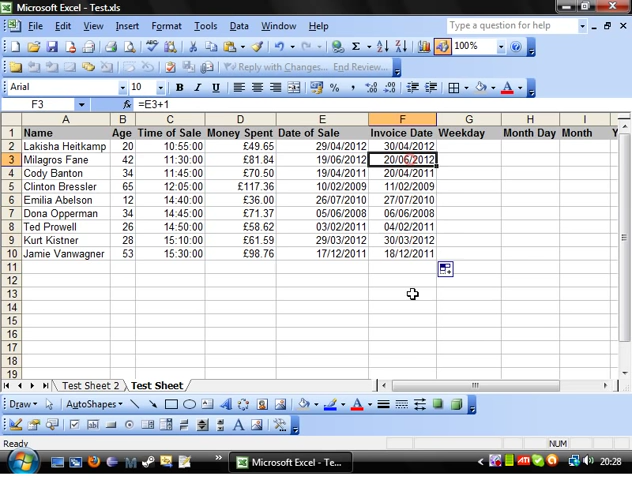 Microsoft Excel - Test.xls
File Edit View Insert Format Tools Data Window Help Type a question for help
100%
Reply with Changes... End Review...
Arial 10 B I U
F3 fx =E3+1
A B C D E F G H I
1 Name Age Time of Sale Money Spent Date of Sale Invoice Date Weekday Month Day Month Y
2 Lakisha Heitkamp 20 10:55:00 £49.65 29/04/2012 30/04/2012
3 Milagros Fane 42 11:30:00 £81.84 19/06/2012 20/06/2012
4 Cody Banton 34 11:45:00 £70.50 19/04/2011 20/04/2011
5 Clinton Bressler 65 12:05:00 £117.36 10/02/2009 11/02/2009
6 Emilia Abelson 12 14:40:00 £36.00 26/07/2010 27/07/2010
7 Dona Opperman 34 14:45:00 £71.37 05/06/2008 06/06/2008
8 Ted Prowell 26 14:50:00 £58.62 03/02/2011 04/02/2011
9 Kurt Kistner 28 15:10:00 £61.59 29/03/2012 30/03/2012
10 Jamie Vanwagner 53 15:30:00 £98.76 17/12/2011 18/12/2011
11
12
13
14
15
16
17
18
19
Test Sheet 2 Test Sheet
Draw AutoShapes
Ready NUM
Microsoft Excel - Te... 20:28